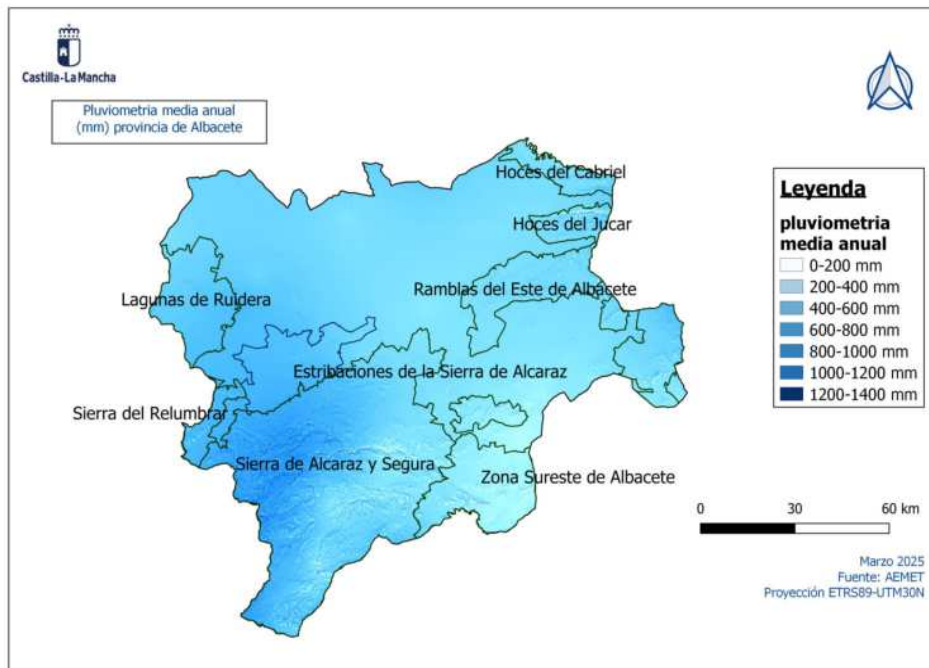 Castilla-La Mancha
Pluviometria media anual
(mm) provincia de Albacete
Hoces del Cabriel
Hoces del Jucar
Ramblas del Este de Albacete
Lagunas de Ruidera
Estribaciones de la Sierra de Alcaraz
Sierra del Relumbrar
Sierra de Alcaraz y Segura
Zona Sureste de Albacete
Leyenda
pluviometria
media anual
0-200 mm
200-400 mm
400-600 mm
600-800 mm
800-1000 mm
1000-1200 mm
1200-1400 mm
0 30 60 km
Marzo 2025
Fuente: AEMET
Proyección ETRS89-UTM30N